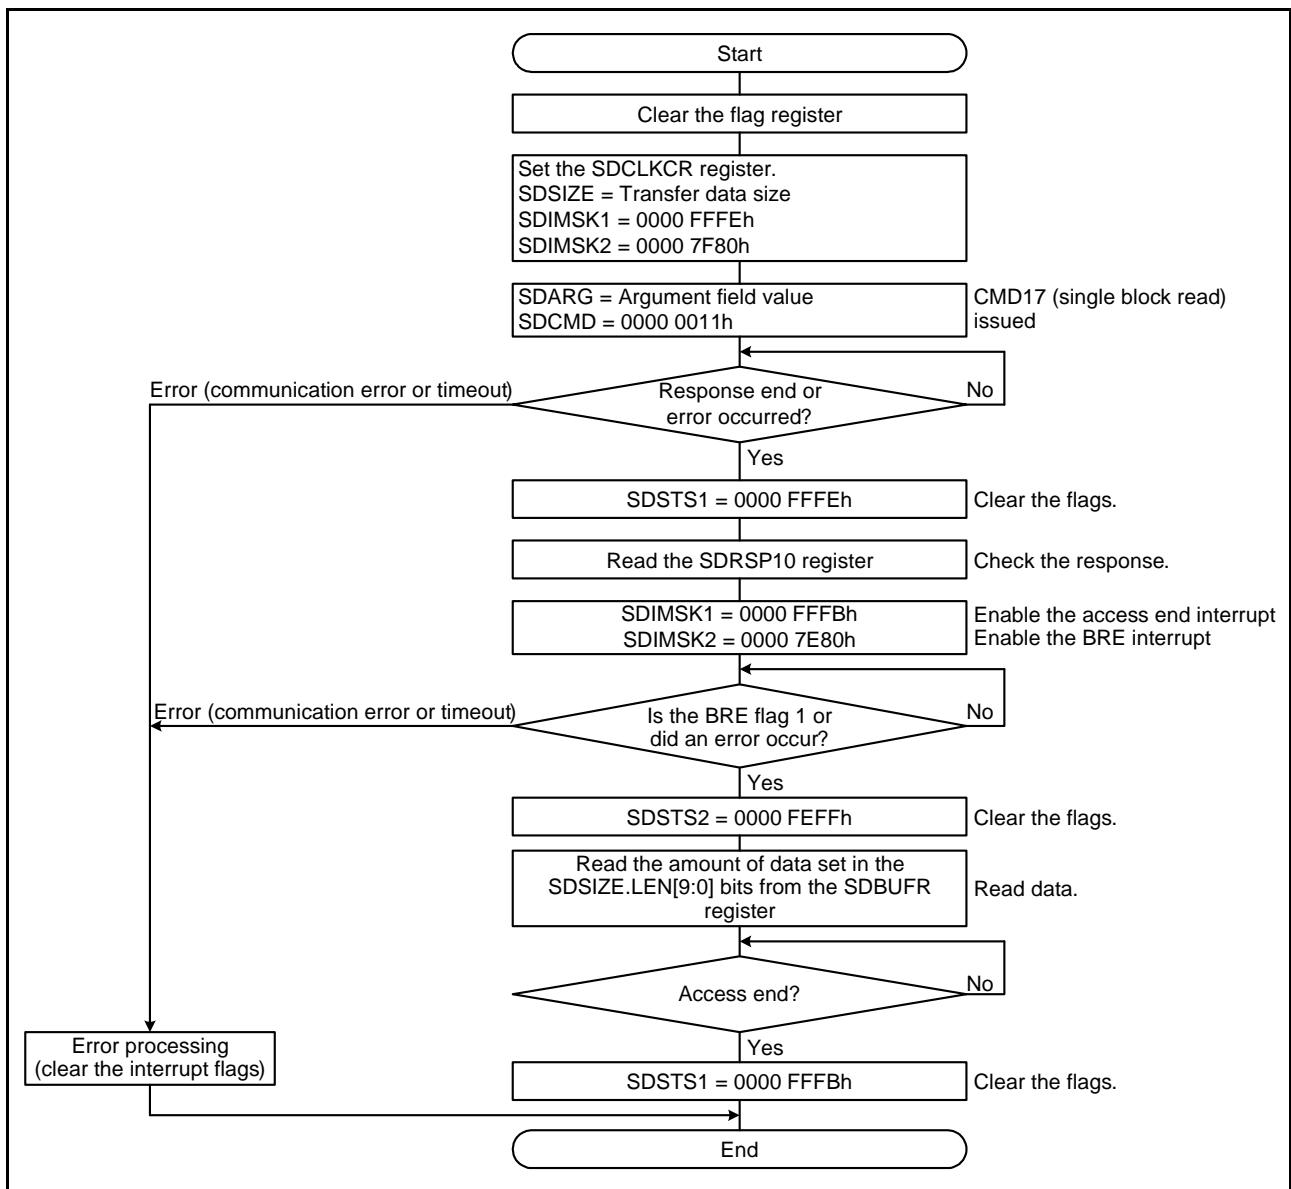 Start
Clear the flag register
Set the SDCLKCR register.
SDSIZE = Transfer data size
SDIMSK1 = 0000 FFFEh
SDIMSK2 = 0000 7F80h
SDARG = Argument field value
SDCMD = 0000 0011h
CMD17 (single block read)
issued
Error (communication error or timeout)
Response end or
error occurred?
No
Yes
SDSTS1 = 0000 FFFEh
Clear the flags.
Read the SDRSP10 register
Check the response.
SDIMSK1 = 0000 FFFBh
SDIMSK2 = 0000 7E80h
Enable the access end interrupt
Enable the BRE interrupt
Error (communication error or timeout)
Is the BRE flag 1 or
did an error occur?
No
Yes
SDSTS2 = 0000 FEFFh
Clear the flags.
Read the amount of data set in the
SDSIZE.LEN[9:0] bits from the SDBUFR
register
Read data.
Access end?
No
Yes
Error processing
(clear the interrupt flags)
SDSTS1 = 0000 FFFBh
Clear the flags.
End